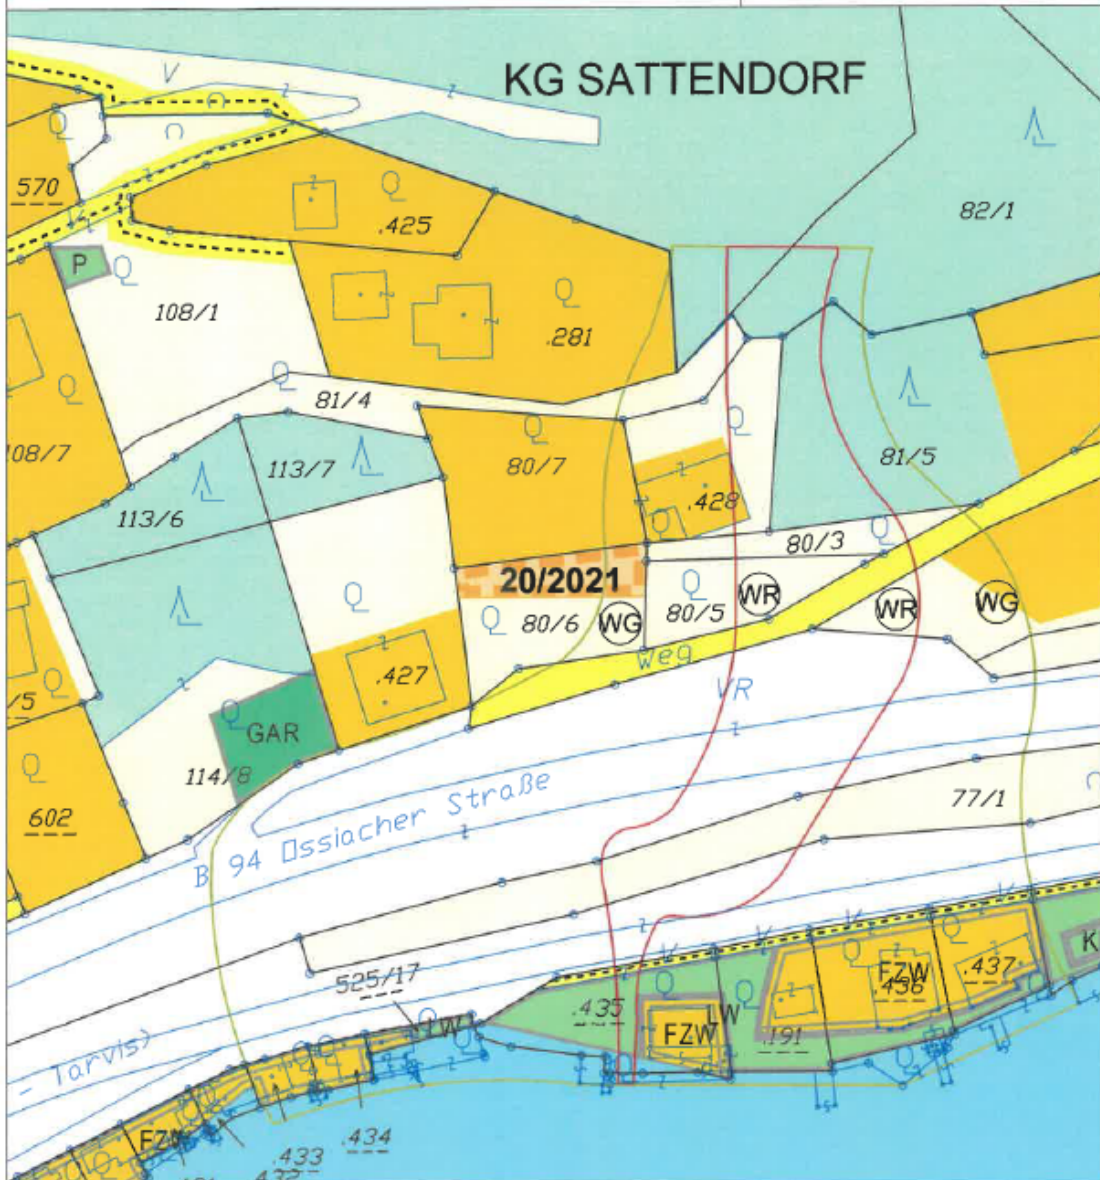 KG SATTENDORF
V
570
.425
82/1
V
P
108/1
.281
81/4
108/7
80/7
81/5
113/7
.428
113/6
80/3
20/2021
80/6
WG
80/5
WR
WR
WG
Weg
.427
VR
/5
GAR
114/8
602
B 94 Ossiacher Straße
77/1
V
V
V
V
525/17
.435
FZW
.436
.437
K
LW
FZW
LW
.191
- Tarvis)
.434
.433